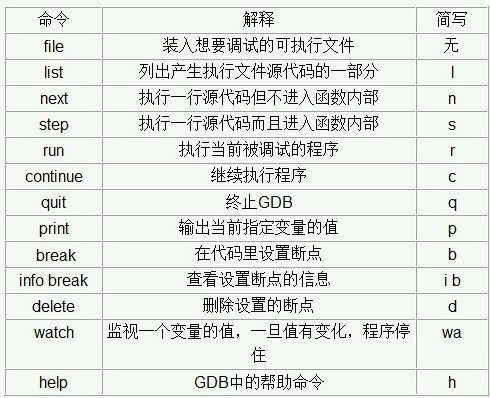 命令 解释 简写
file 装入想要调试的可执行文件 无
list 列出产生执行文件源代码的一部分 l
next 执行一行源代码但不进入函数内部 n
step 执行一行源代码而且进入函数内部 s
run 执行当前被调试的程序 r
continue 继续执行程序 c
quit 终止GDB q
print 输出当前指定变量的值 p
break 在代码里设置断点 b
info break 查看设置断点的信息 i b
delete 删除设置的断点 d
watch 监视一个变量的值，一旦值有变化，程序停 wa
住
help GDB中的帮助命令 h